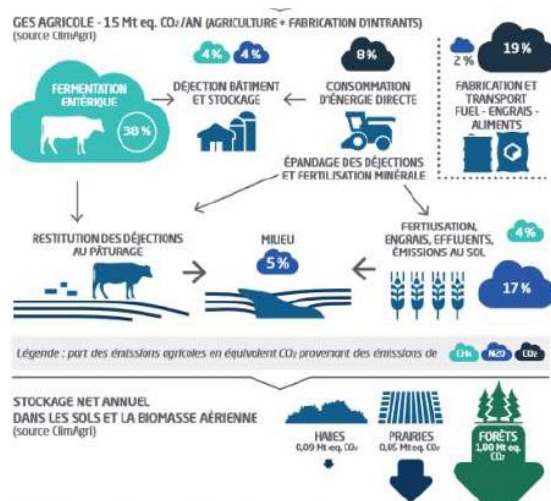 GES AGRICOLE - 15 Mt eq. CO₂/AN (AGRICULTURE + FABRICATION D'INTRANTS)
(source ClimAgri)
FERMENTATION
ENTÉRIQUE
38 %
4%
4%
DÉJECTION BÂTIMENT
ET STOCKAGE
8%
CONSOMMATION
D'ÉNERGIE DIRECTE
2 %
19%
FABRICATION ET
TRANSPORT
FUEL - ENGRAIS -
ALIMENTS
ÉPANDAGE DES DÉJECTIONS
ET FERTILISATION MINÉRALE
RESTITUTION DES DÉJECTIONS
AU PÂTURAGE
MILIEU
5 %
FERTILISATION,
ENGRAIS, EFFLUENTS,
ÉMISSIONS AU SOL
4%
17 %
Légende : part des émissions agricoles en équivalent CO₂ provenant des émissions de
CH₄
N2O
CO₂
STOCKAGE NET ANNUEL
DANS LES SOLS ET LA BIOMASSE AÉRIENNE
(source ClimAgri)
HAIES
0,09 Mt eq. CO₂
PRAIRIES
Mt eq. CO₂
FORÊTS
1,00 Mt eq.
CO₂